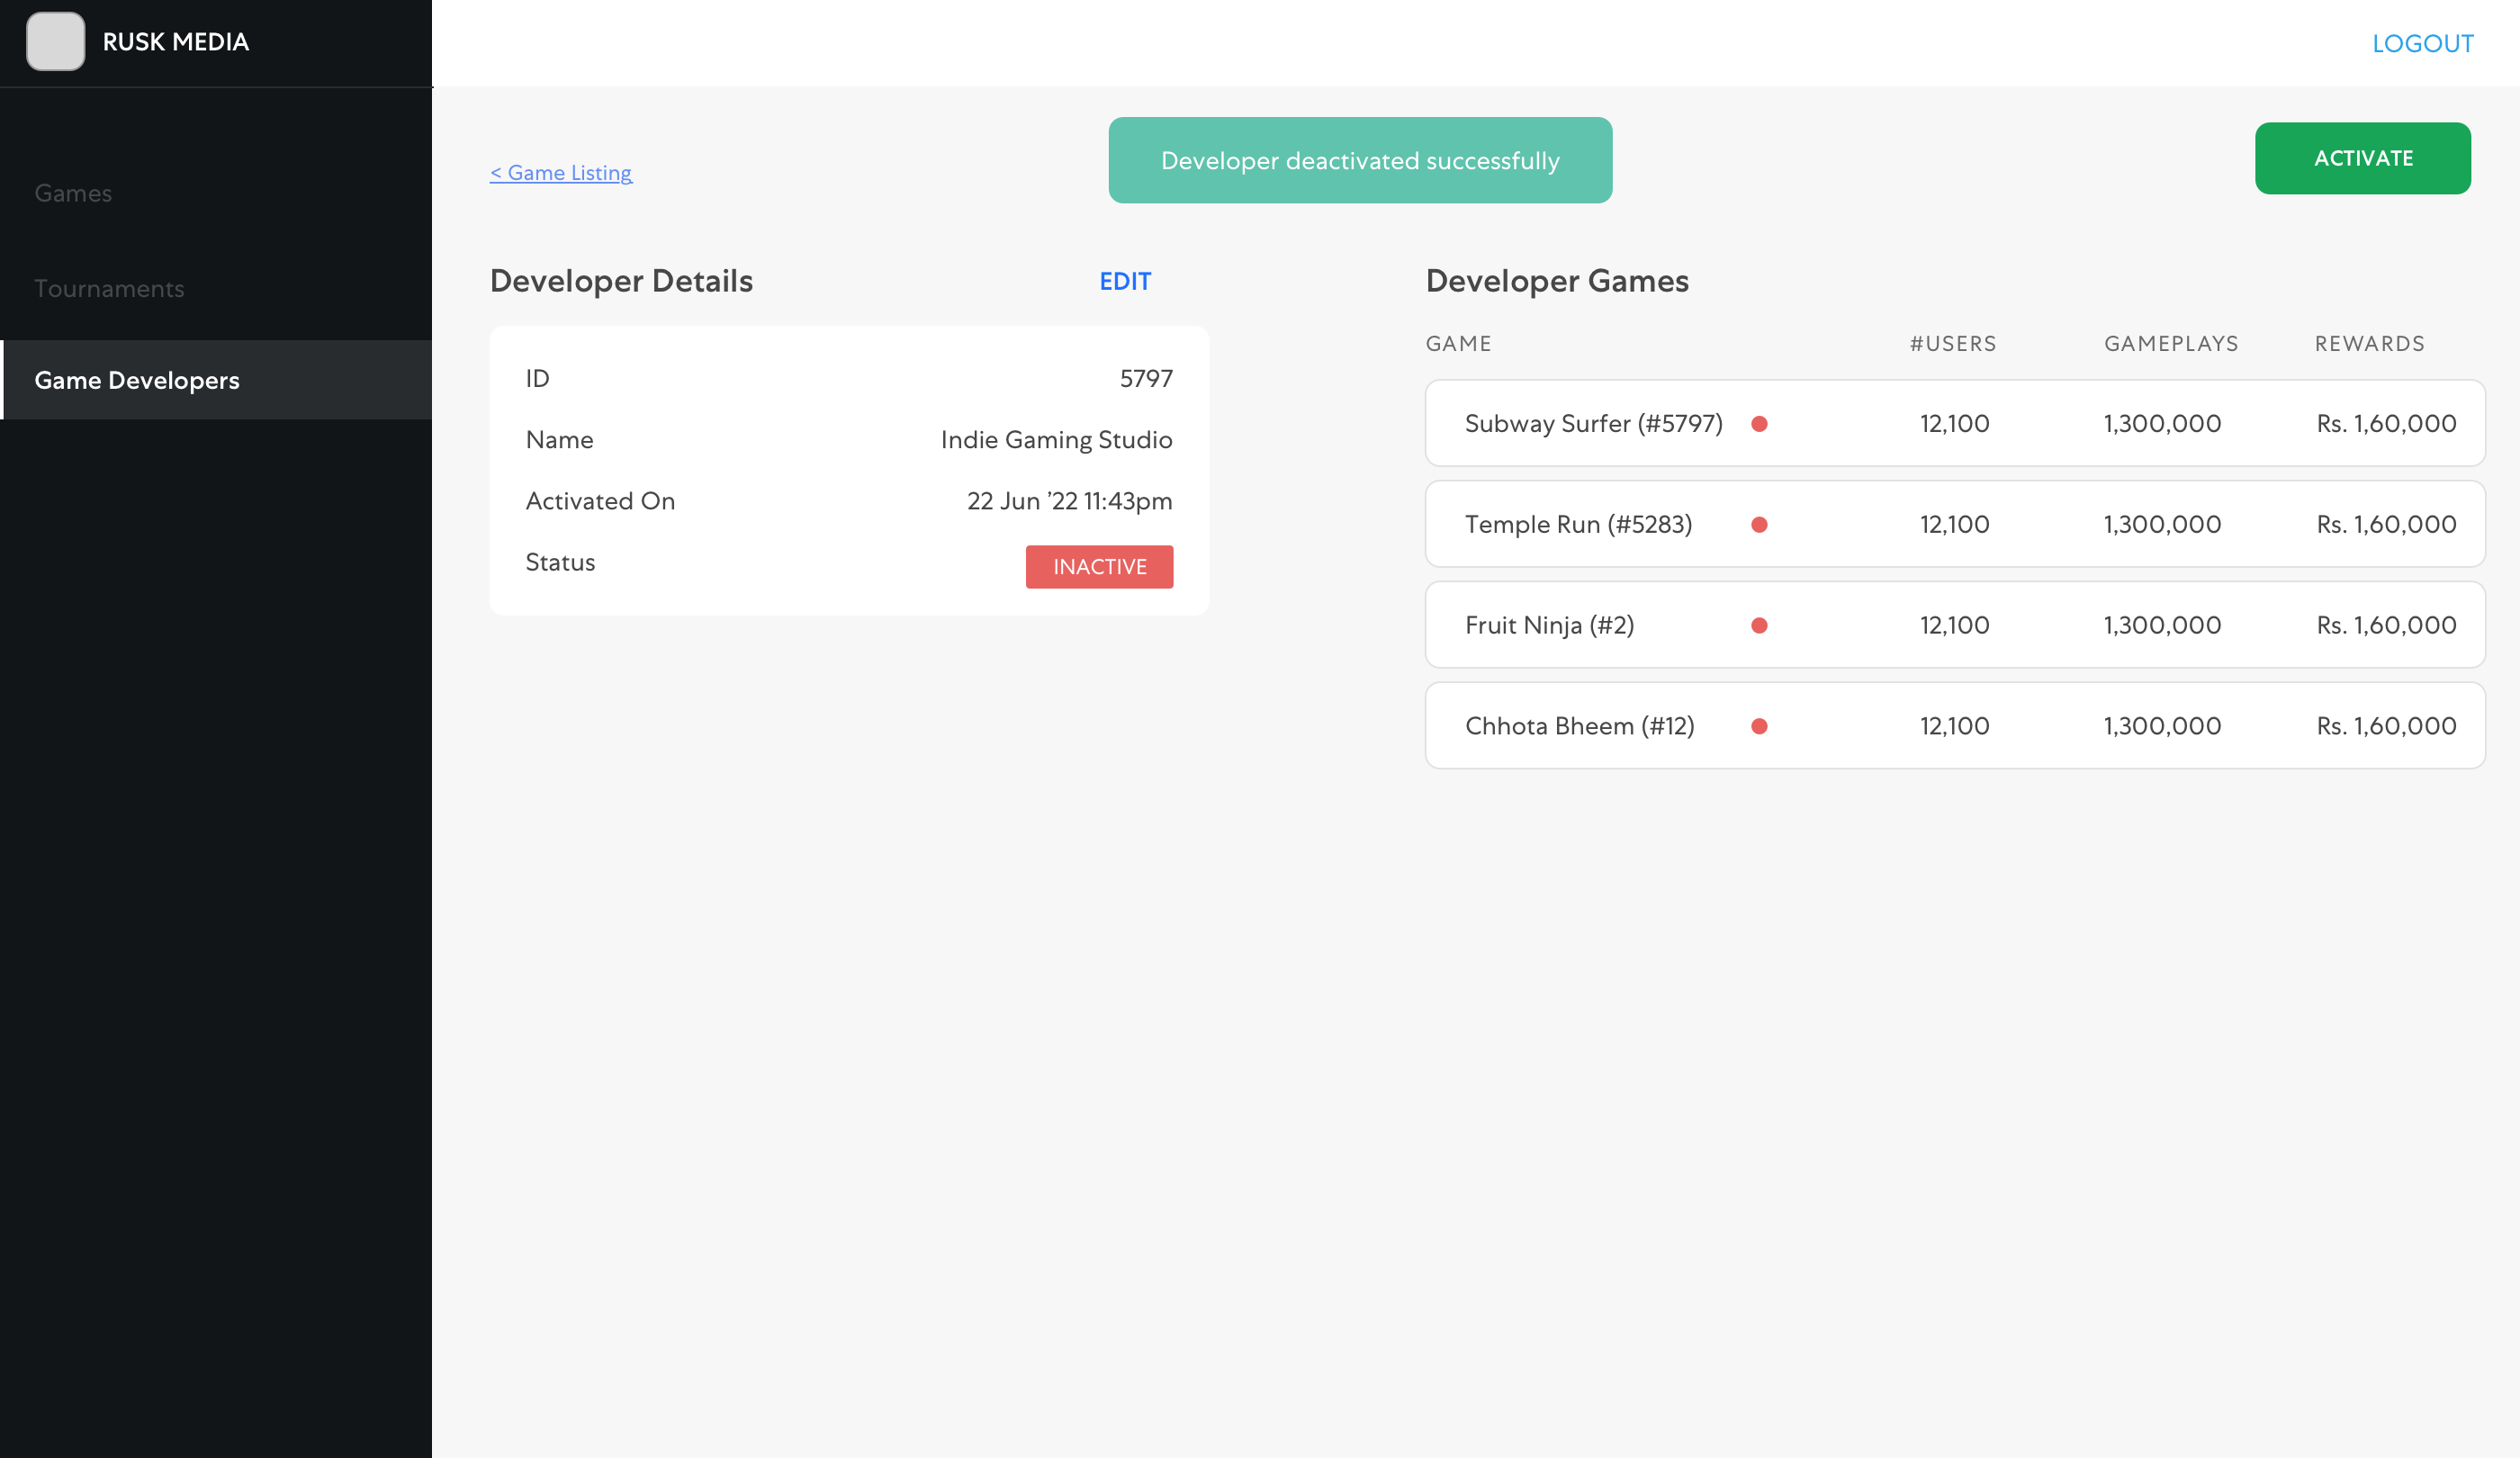 RUSK MEDIA
LOGOUT
Games
Tournaments
Game Developers
< Game Listing
Developer deactivated successfully
ACTIVATE
Developer Details
EDIT
ID 5797
Name Indie Gaming Studio
Activated On 22 Jun ’22 11:43pm
Status INACTIVE
Developer Games
GAME #USERS GAMEPLAYS REWARDS
Subway Surfer (#5797) 12,100 1,300,000 Rs. 1,60,000
Temple Run (#5283) 12,100 1,300,000 Rs. 1,60,000
Fruit Ninja (#2) 12,100 1,300,000 Rs. 1,60,000
Chhota Bheem (#12) 12,100 1,300,000 Rs. 1,60,000